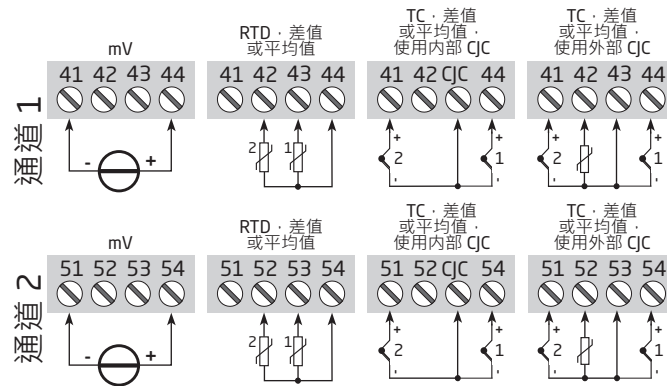 通道 1
mV
41 42 43 44
- +
RTD · 差值
或平均值
41 42 43 44
2 1
TC · 差值
或平均值 ·
使用内部 CJC
41 42 CJC 44
+ +
2 1
- -
TC · 差值
或平均值 ·
使用外部 CJC
41 42 43 44
+ +
2 1
- -
通道 2
mV
51 52 53 54
- +
RTD · 差值
或平均值
51 52 53 54
2 1
TC · 差值
或平均值 ·
使用内部 CJC
51 52 CJC 54
+ +
2 1
- -
TC · 差值
或平均值 ·
使用外部 CJC
51 52 53 54
+ +
2 1
- -